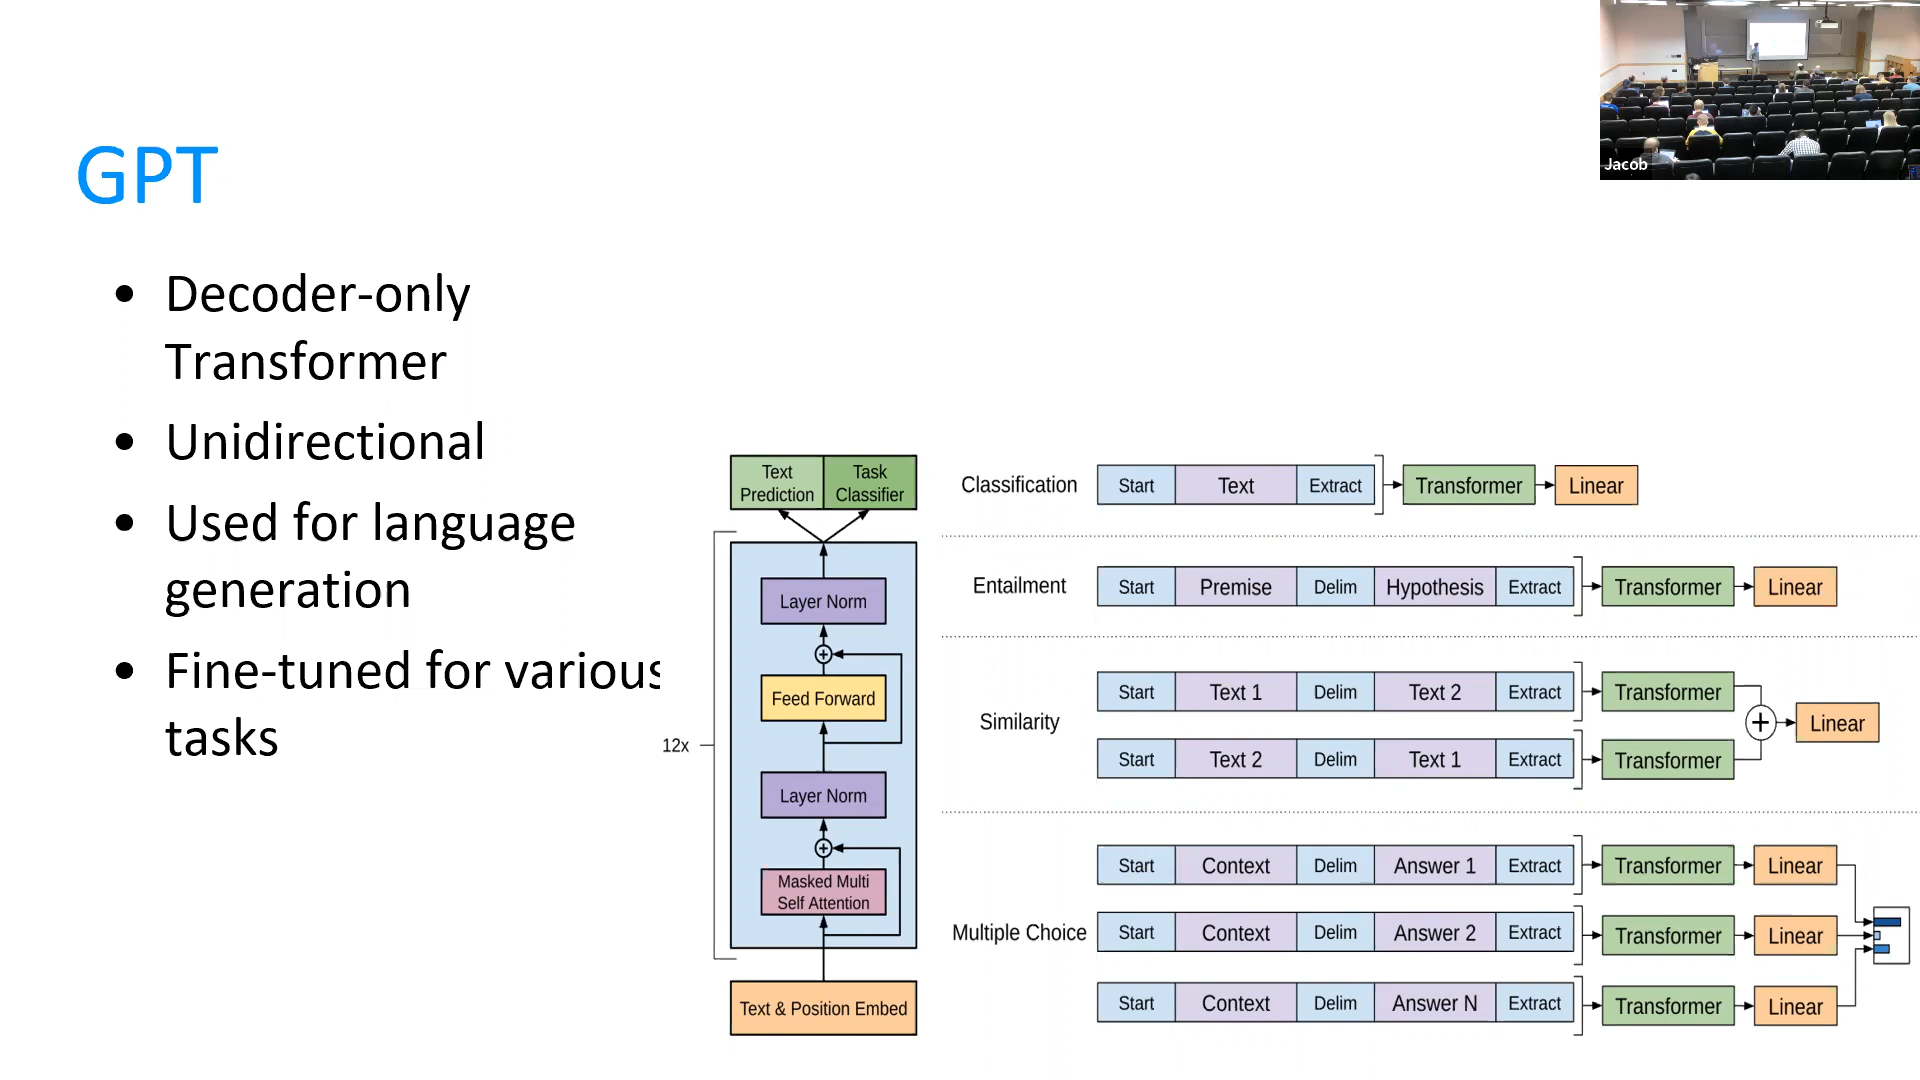 Jacob
GPT
• Decoder-only
Transformer
• Unidirectional
• Used for language
generation
• Fine-tuned for various
tasks
Text
Prediction
Task
Classifier
Layer Norm
Feed Forward
12x
Layer Norm
Masked Multi
Self Attention
Text & Position Embed
Classification Start Text Extract Transformer Linear
Entailment Start Premise Delim Hypothesis Extract Transformer Linear
Similarity
Start Text 1 Delim Text 2 Extract Transformer
Start Text 2 Delim Text 1 Extract Transformer
+ Linear
Multiple Choice
Start Context Delim Answer 1 Extract Transformer Linear
Start Context Delim Answer 2 Extract Transformer Linear
Start Context Delim Answer N Extract Transformer Linear